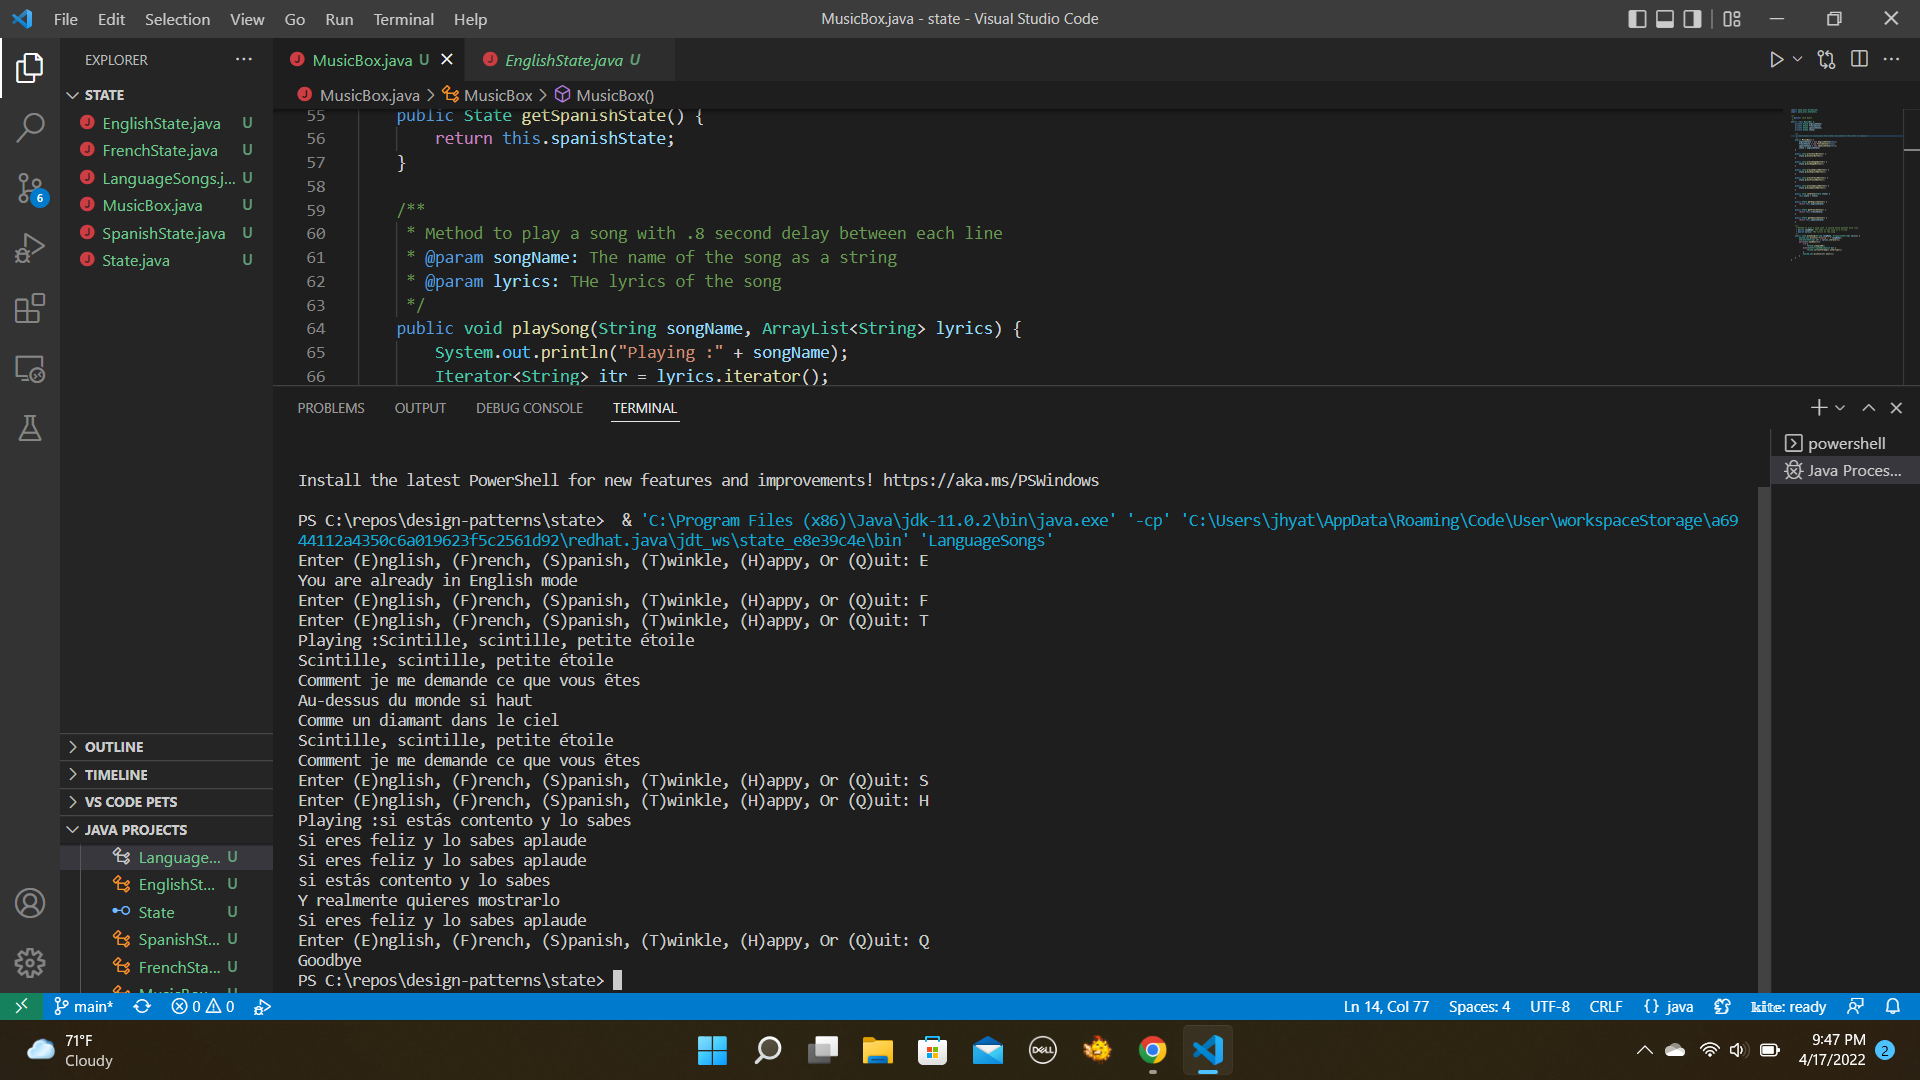 File Edit Selection View Go Run Terminal Help
MusicBox.java - state - Visual Studio Code
EXPLORER
STATE
EnglishState.java U
FrenchState.java U
LanguageSongs.j... U
MusicBox.java U
SpanishState.java U
State.java U
OUTLINE
TIMELINE
VS CODE PETS
JAVA PROJECTS
Language... U
EnglishSt... U
State U
SpanishSt... U
FrenchSta... U
MusicBox U
6
MusicBox.java U
EnglishState.java U
MusicBox.java > MusicBox > MusicBox()
55 public State getSpanishState() {
56 return this.spanishState;
57 }
58
59 /**
60 * Method to play a song with .8 second delay between each line
61 * @param songName: The name of the song as a string
62 * @param lyrics: THe lyrics of the song
63 */
64 public void playSong(String songName, ArrayList<String> lyrics) {
65 System.out.println("Playing :" + songName);
66 Iterator<String> itr = lyrics.iterator();
PROBLEMS OUTPUT DEBUG CONSOLE TERMINAL
powershell
Java Proces...
Install the latest PowerShell for new features and improvements! https://aka.ms/PSWindows
PS C:\repos\design-patterns\state>  & 'C:\Program Files (x86)\Java\jdk-11.0.2\bin\java.exe' '-cp' 'C:\Users\jhyat\AppData\Roaming\Code\User\workspaceStorage\a6
944112a4350c6a019623f5c2561d92\redhat.java\jdt_ws\state_e8e39c4e\bin' 'LanguageSongs'
Enter (E)nglish, (F)rench, (S)panish, (T)winkle, (H)appy, Or (Q)uit: E
You are already in English mode
Enter (E)nglish, (F)rench, (S)panish, (T)winkle, (H)appy, Or (Q)uit: F
Enter (E)nglish, (F)rench, (S)panish, (T)winkle, (H)appy, Or (Q)uit: T
Playing :Scintille, scintille, petite étoile
Scintille, scintille, petite étoile
Comment je me demande ce que vous êtes
Au-dessus du monde si haut
Comme un diamant dans le ciel
Scintille, scintille, petite étoile
Comment je me demande ce que vous êtes
Enter (E)nglish, (F)rench, (S)panish, (T)winkle, (H)appy, Or (Q)uit: S
Enter (E)nglish, (F)rench, (S)panish, (T)winkle, (H)appy, Or (Q)uit: H
Playing :si estás contento y lo sabes
Si eres feliz y lo sabes aplaude
Si eres feliz y lo sabes aplaude
si estás contento y lo sabes
Y realmente quieres mostrarlo
Si eres feliz y lo sabes aplaude
Enter (E)nglish, (F)rench, (S)panish, (T)winkle, (H)appy, Or (Q)uit: Q
Goodbye
PS C:\repos\design-patterns\state>
main* 0 0 Ln 14, Col 77 Spaces: 4 UTF-8 CRLF {} java kite: ready
71°F
Cloudy
DELL
9:47 PM
4/17/2022 2